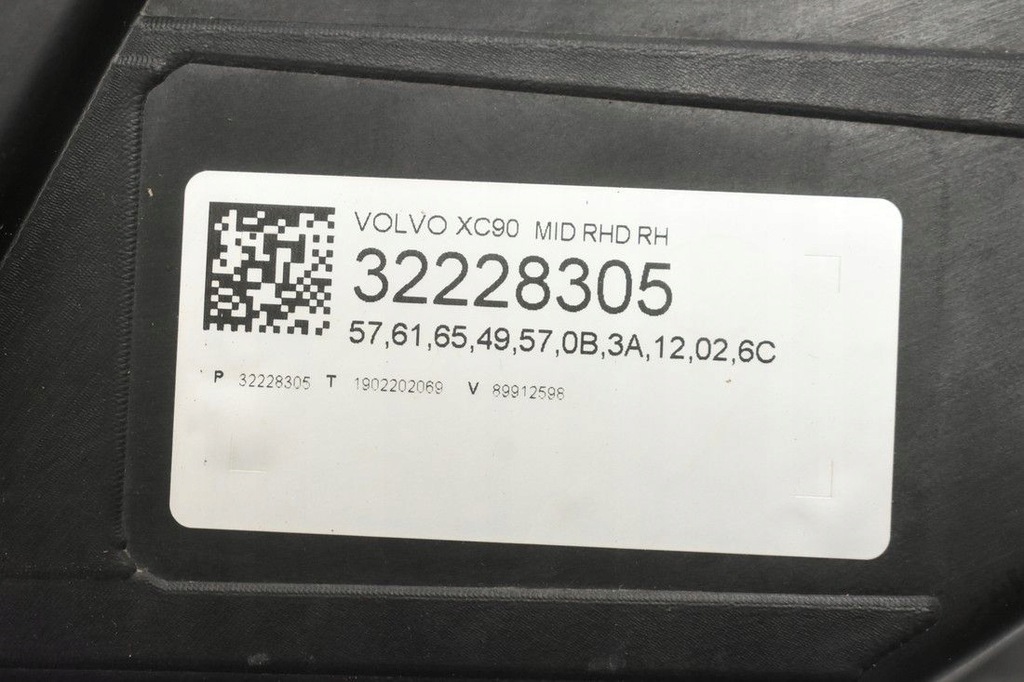 VOLVO XC90 MID RHD RH
32228305
57,61,65,49,57,0B,3A,12,02,6C
P 32228305 T 1902202069 V 89912598